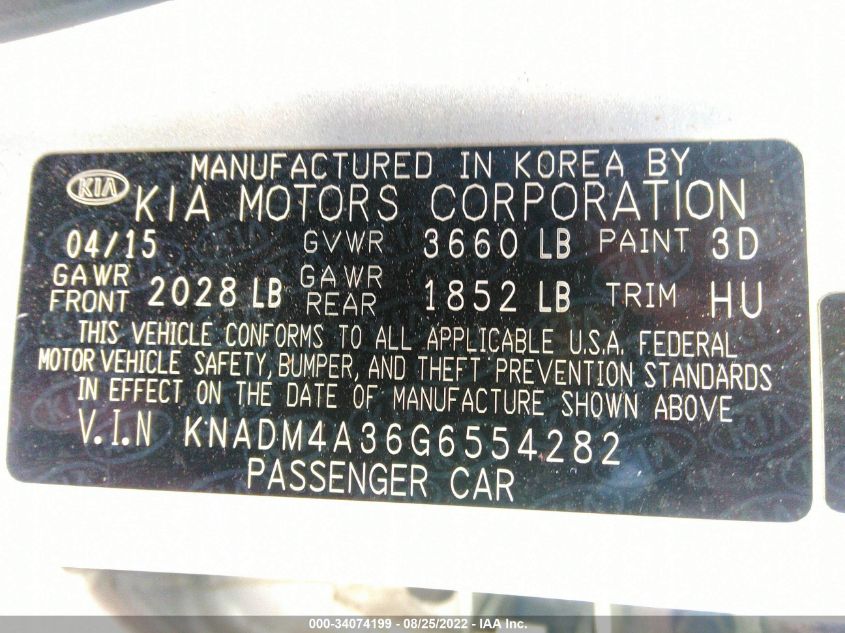 MANUFACTURED IN KOREA BY
KIA KIA MOTORS CORPORATION
04/15 GVWR 3660 LB PAINT 3D
GAWR FRONT 2028 LB GAWR REAR 1852 LB TRIM HU
THIS VEHICLE CONFORMS TO ALL APPLICABLE U.S.A. FEDERAL
MOTOR VEHICLE SAFETY, BUMPER, AND THEFT PREVENTION STANDARDS
IN EFFECT ON THE DATE OF MANUFACTURE SHOWN ABOVE
V.I.N KNADM4A36G6554282
PASSENGER CAR
000-34074199 - 08/25/2022 - IAA Inc.